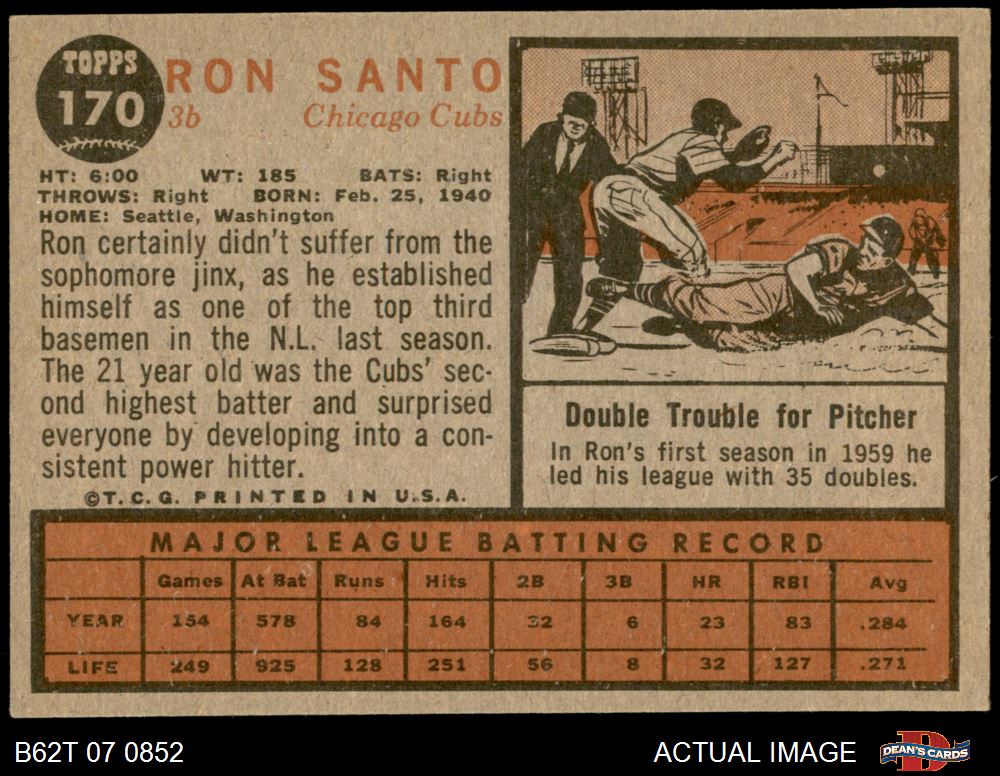 TOPPS
170
RON SANTO
3b Chicago Cubs
HT: 6:00 WT: 185 BATS: Right
THROWS: Right BORN: Feb. 25, 1940
HOME: Seattle, Washington
Ron certainly didn't suffer from the
sophomore jinx, as he established
himself as one of the top third
basemen in the N.L. last season.
The 21 year old was the Cubs' sec-
ond highest batter and surprised
everyone by developing into a con-
sistent power hitter.
©T.C.G. PRINTED IN U.S.A.
Double Trouble for Pitcher
In Ron's first season in 1959 he
led his league with 35 doubles.
MAJOR LEAGUE BATTING RECORD
Games At Bat Runs Hits 2B 3B HR RBI Avg
YEAR 154 578 84 164 32 6 23 83 .284
LIFE 249 925 128 251 56 8 32 127 .271
B62T 07 0852 ACTUAL IMAGE DEAN'S CARDS